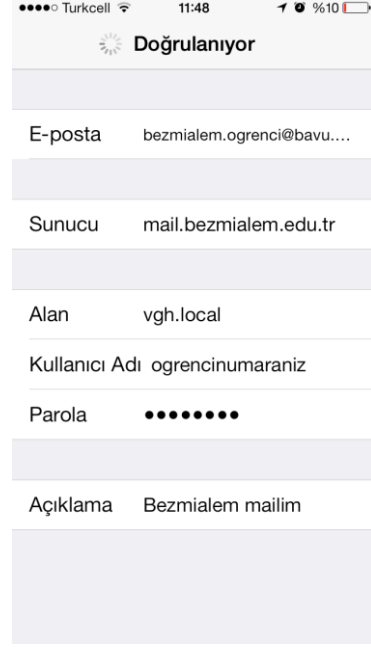 Turkcell 11:48 %10
Doğrulanıyor
E-posta bezmialem.ogrenci@bavu....
Sunucu mail.bezmialem.edu.tr
Alan vgh.local
Kullanıcı Adı ogrencinumaraniz
Parola ●●●●●●●●
Açıklama Bezmialem mailim